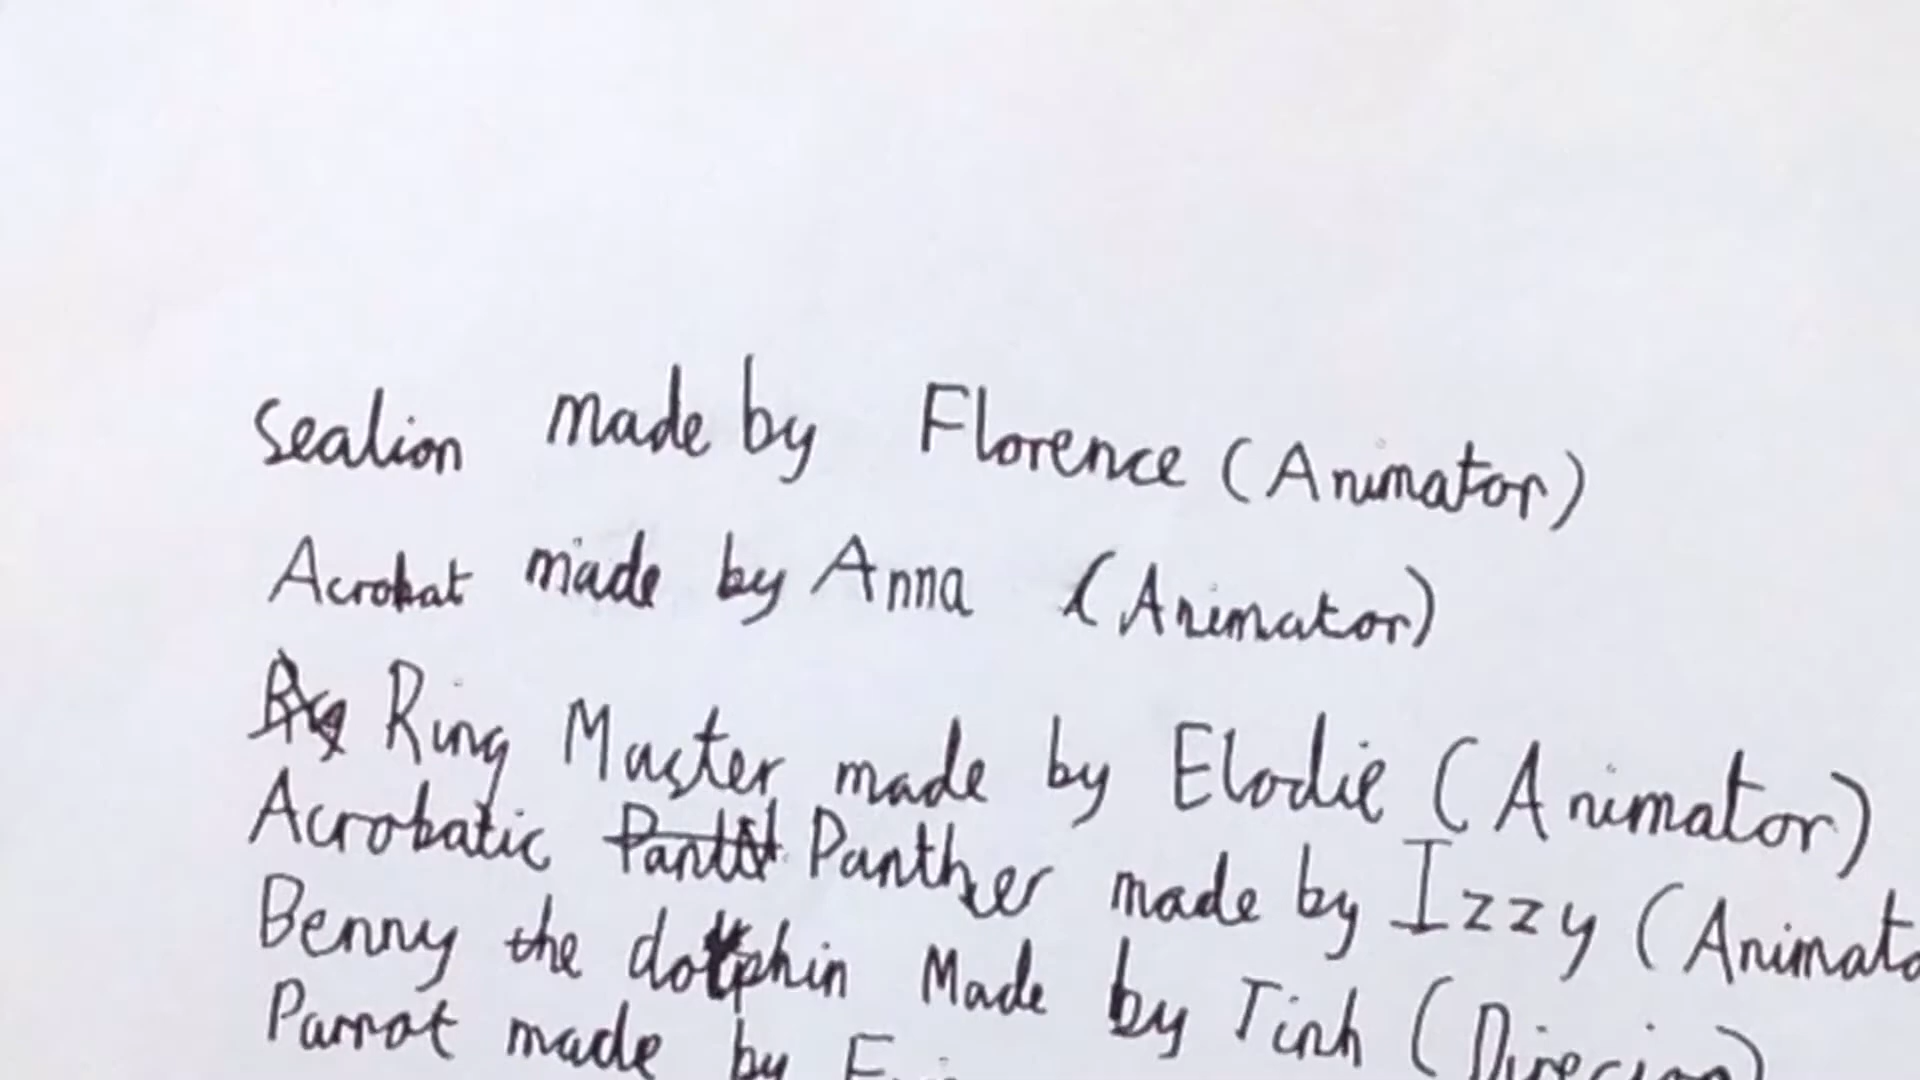 Sealion made by Florence (Animator)
Acrobat made by Anna (Animator)
Ring Master made by Elodie (Animator)
Acrobatic Panther made by Izzy (Animato
Benny the dolphin Made by Tinh (
Parrot made by